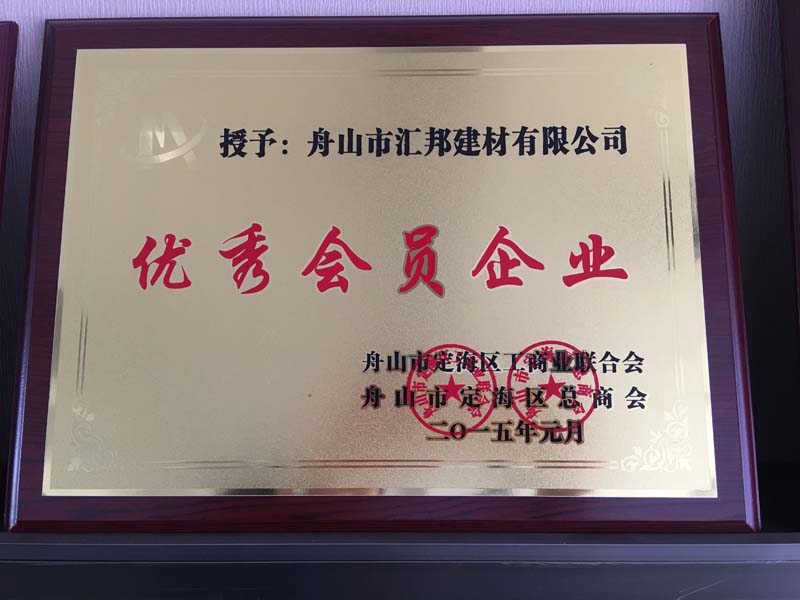 授予：舟山市汇邦建材有限公司
优秀会员企业
舟山市定海区工商业联合会
舟山市定海区总商会
二〇一五年元月